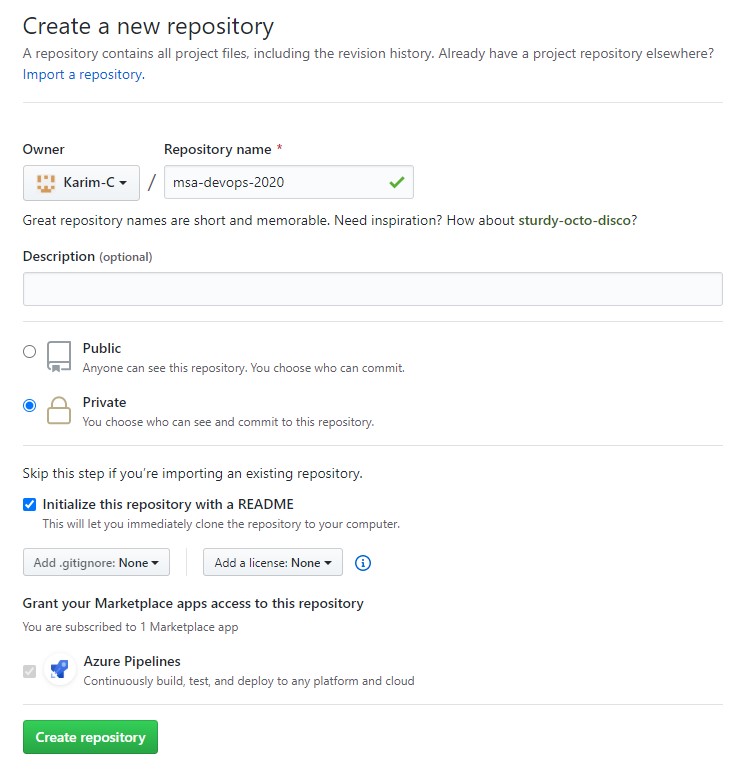 Create a new repository
A repository contains all project files, including the revision history. Already have a project repository elsewhere?
Import a repository.
Owner
Repository name *
Karim-C
/
msa-devops-2020
Great repository names are short and memorable. Need inspiration? How about sturdy-octo-disco?
Description (optional)
Public
Anyone can see this repository. You choose who can commit.
Private
You choose who can see and commit to this repository.
Skip this step if you're importing an existing repository.
Initialize this repository with a README
This will let you immediately clone the repository to your computer.
Add .gitignore: None
Add a license: None
Grant your Marketplace apps access to this repository
You are subscribed to 1 Marketplace app
Azure Pipelines
Continuously build, test, and deploy to any platform and cloud
Create repository